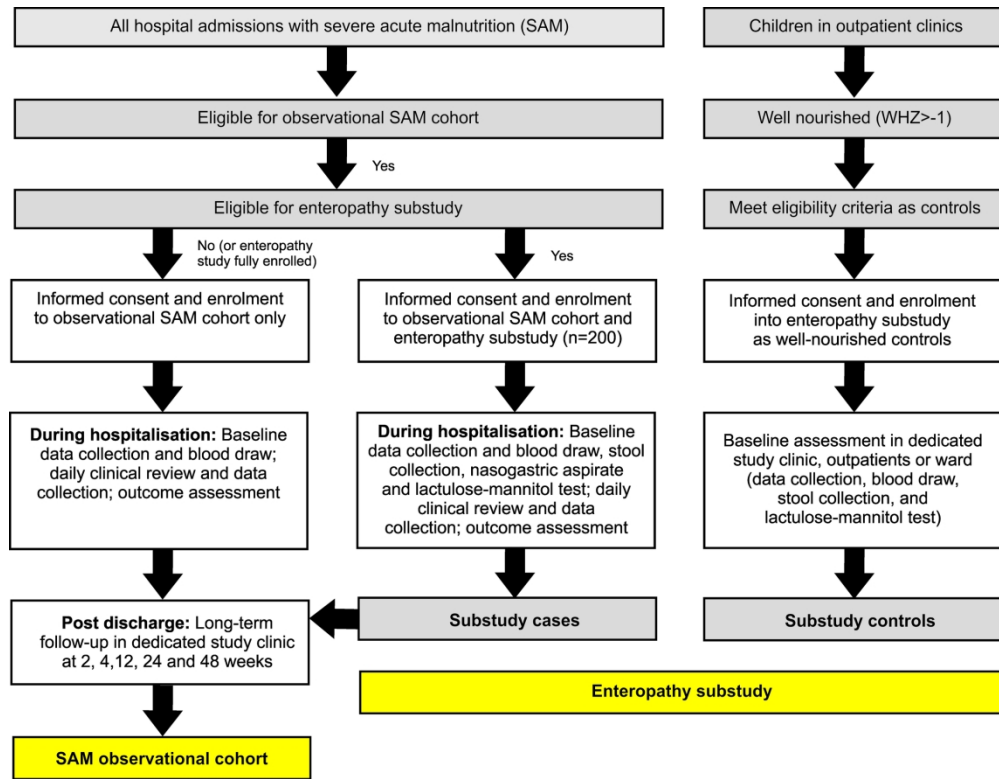 All hospital admissions with severe acute malnutrition (SAM)
Children in outpatient clinics
Eligible for observational SAM cohort
Well nourished (WHZ>-1)
Yes
Eligible for enteropathy substudy
Meet eligibility criteria as controls
No (or enteropathy
study fully enrolled)
Yes
Informed consent and enrolment
to observational SAM cohort only
Informed consent and enrolment
to observational SAM cohort and
enteropathy substudy (n=200)
Informed consent and enrolment
into enteropathy substudy
as well-nourished controls
During hospitalisation: Baseline
data collection and blood draw;
daily clinical review and data
collection; outcome assessment
During hospitalisation: Baseline
data collection and blood draw, stool
collection, nasogastric aspirate
and lactulose-mannitol test; daily
clinical review and data
collection; outcome assessment
Baseline assessment in dedicated
study clinic, outpatients or ward
(data collection, blood draw,
stool collection, and
lactulose-mannitol test)
Post discharge: Long-term
follow-up in dedicated study clinic
at 2, 4,12, 24 and 48 weeks
Substudy cases
Substudy controls
Enteropathy substudy
SAM observational cohort